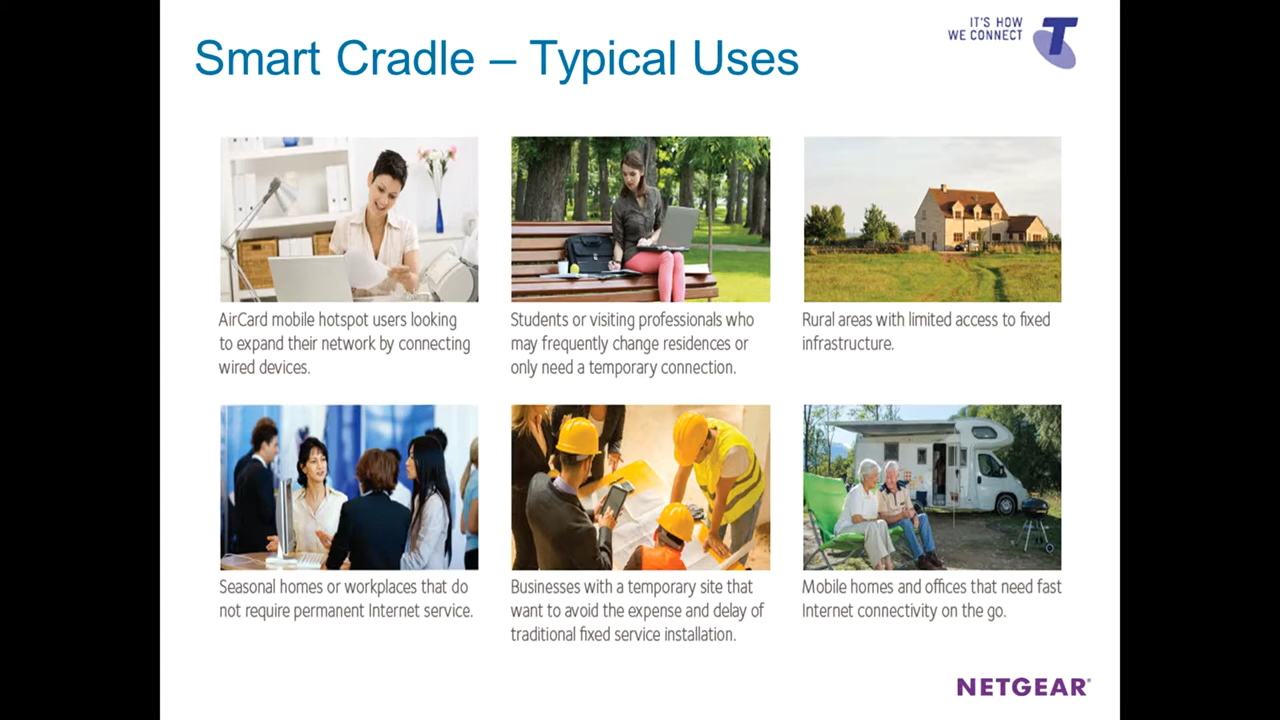 IT'S HOW
WE CONNECT
T
Smart Cradle – Typical Uses
AirCard mobile hotspot users looking
to expand their network by connecting
wired devices.
Students or visiting professionals who
may frequently change residences or
only need a temporary connection.
Rural areas with limited access to fixed
infrastructure.
Seasonal homes or workplaces that do
not require permanent Internet service.
Businesses with a temporary site that
want to avoid the expense and delay of
traditional fixed service installation.
Mobile homes and offices that need fast
Internet connectivity on the go.
NETGEAR®